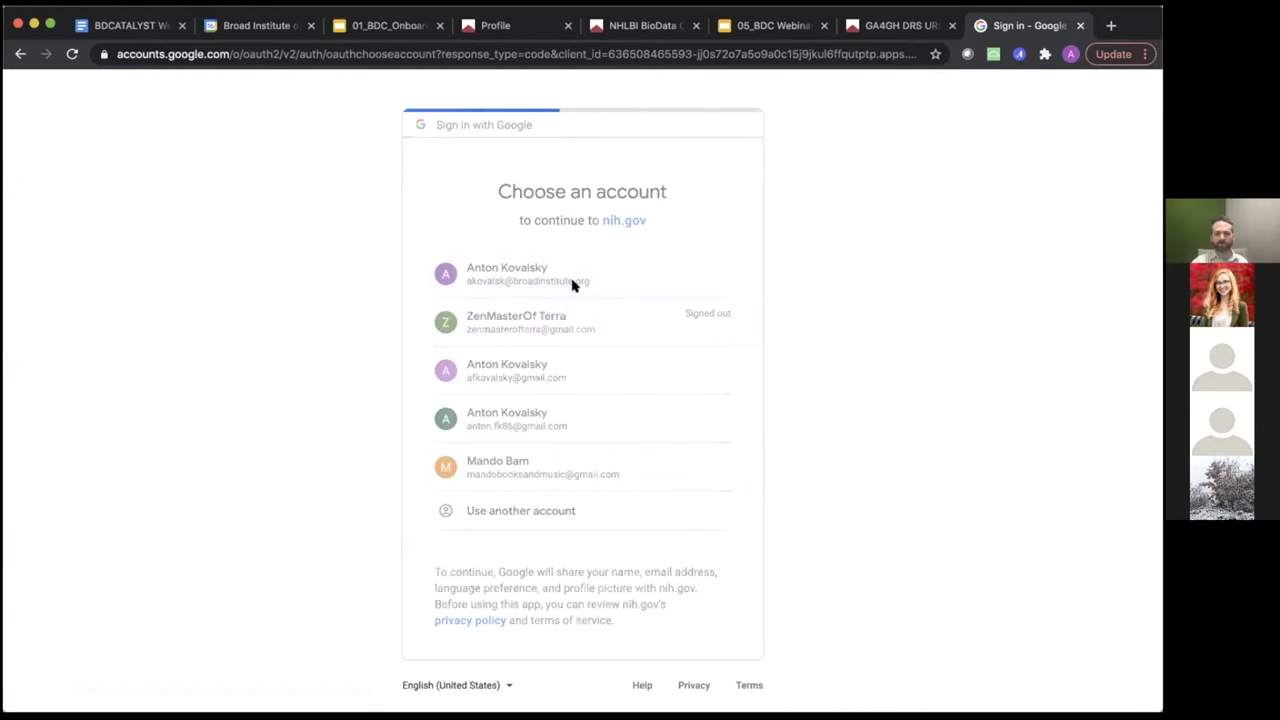 BDCATALYST W
Broad Institute o
01_BDC_Onboar
Profile
NHLBI BioData C
05_BDC Webinar
GA4GH DRS UR
Sign in - Google
accounts.google.com/o/oauth2/v2/auth/oauthchooseaccount?response_type=code&client_id=636508465593-jj0s72o7a5o9a0c15j9jkul6ffqutptp.apps....
A
Update
G Sign in with Google
Choose an account
to continue to nih.gov
A
Anton Kovalsky
akovalsk@broadinstitute.org
Z
ZenMasterOf Terra
zenmasterofterra@gmail.com
Signed out
A
Anton Kovalsky
afkovalsky@gmail.com
A
Anton Kovalsky
anton.fk86@gmail.com
M
Mando Bam
mandobooksandmusic@gmail.com
Use another account
To continue, Google will share your name, email address,
language preference, and profile picture with nih.gov.
Before using this app, you can review nih.gov's
privacy policy and terms of service.
English (United States)
Help
Privacy
Terms